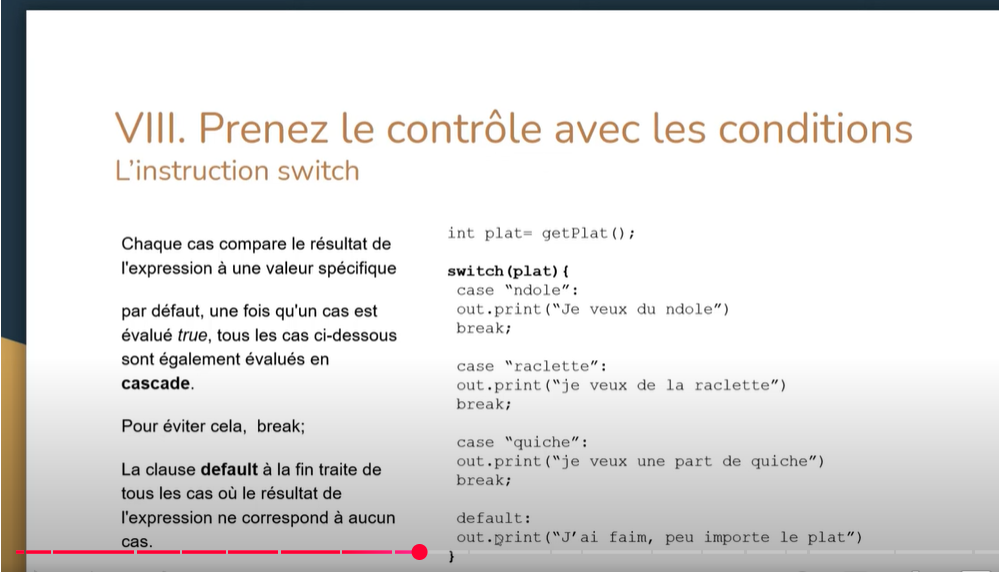 VIII. Prenez le contrôle avec les conditions
L'instruction switch
Chaque cas compare le résultat de
l'expression à une valeur spécifique
par défaut, une fois qu'un cas est
évalué true, tous les cas ci-dessous
sont également évalués en
cascade.
Pour éviter cela,  break;
La clause default à la fin traite de
tous les cas où le résultat de
l'expression ne correspond à aucun
cas.
int plat= getPlat();
switch(plat){
case “ndole”:
out.print(“Je veux du ndole”)
break;
case “raclette”:
out.print(“je veux de la raclette”)
break;
case “quiche”:
out.print(“je veux une part de quiche”)
break;
default:
out.print(“J’ai faim, peu importe le plat”)
}